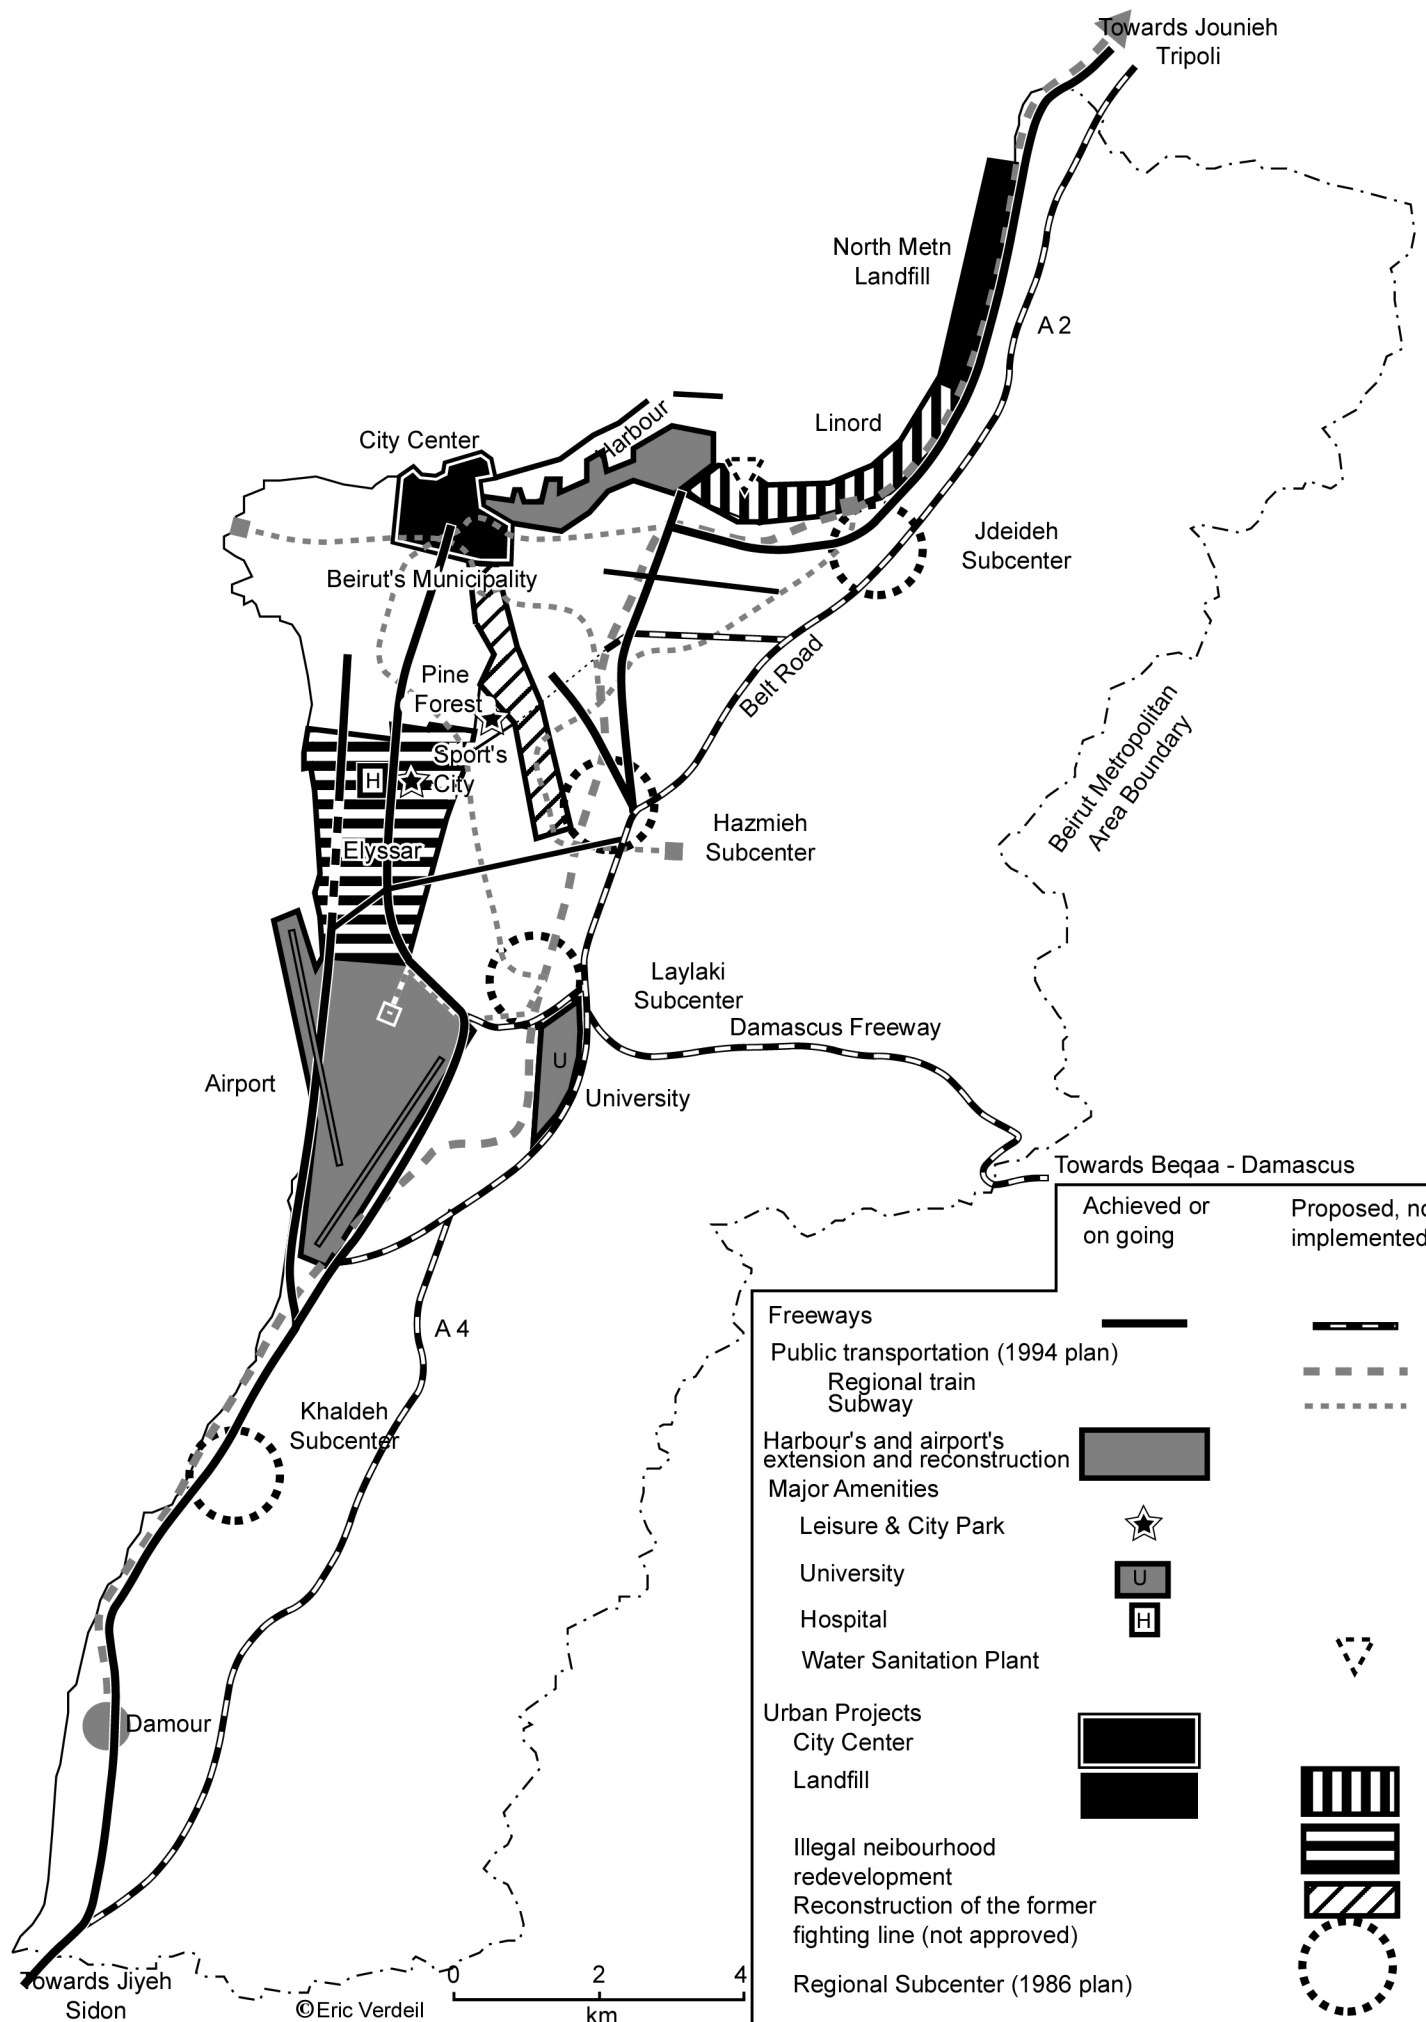 Towards Jounieh
Tripoli
North Metn
Landfill
A 2
Harbour
Linord
City Center
Jdeideh
Subcenter
Beirut's Municipality
Belt Road
Pine
Forest
Beirut Metropolitan
Area Boundary
Sport's
City
H
Hazmieh
Subcenter
Elyssar
Laylaki
Subcenter
Damascus Freeway
U
Airport
University
Towards Beqaa - Damascus
A 4
Khaldeh
Subcenter
Damour
Towards Jiyeh
Sidon
©Eric Verdeil
0 2 4
km
Achieved or
on going
Proposed, no
implemented
Freeways
Public transportation (1994 plan)
Regional train
Subway
Harbour's and airport's
extension and reconstruction
Major Amenities
Leisure & City Park
University
U
Hospital
H
Water Sanitation Plant
Urban Projects
City Center
Landfill
Illegal neibourhood
redevelopment
Reconstruction of the former
fighting line (not approved)
Regional Subcenter (1986 plan)